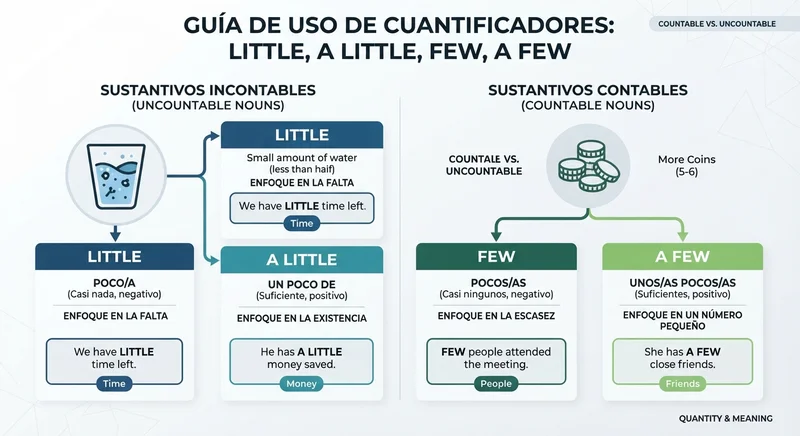 GUÍA DE USO DE CUANTIFICADORES:
LITTLE, A LITTLE, FEW, A FEW
COUNTABLE VS. UNCOUNTABLE
SUSTANTIVOS INCONTABLES
(UNCOUNTABLE NOUNS)
LITTLE
Small amount of water
(less than half)
ENFOQUE EN LA FALTA
We have LITTLE time left.
Time
LITTLE
POCO/A
(Casi nada, negativo)
ENFOQUE EN LA FALTA
We have LITTLE
time left.
Time
A LITTLE
UN POCO DE
(Suficiente, positivo)
ENFOQUE EN LA EXISTENCIA
He has A LITTLE
money saved.
Money
SUSTANTIVOS CONTABLES
(COUNTABLE NOUNS)
COUNTALE VS.
UNCOUNTABLE
More Coins
(5-6)
FEW
POCOS/AS
(Casi ningunos, negativo)
ENFOQUE EN LA ESCASEZ
FEW people attended
the meeting.
People
A FEW
UNOS/AS POCOS/AS
(Suficientes, positivo)
ENFOQUE EN UN NÚMERO
PEQUEÑO
She has A FEW
close friends.
Friends
QUANTITY & MEANING